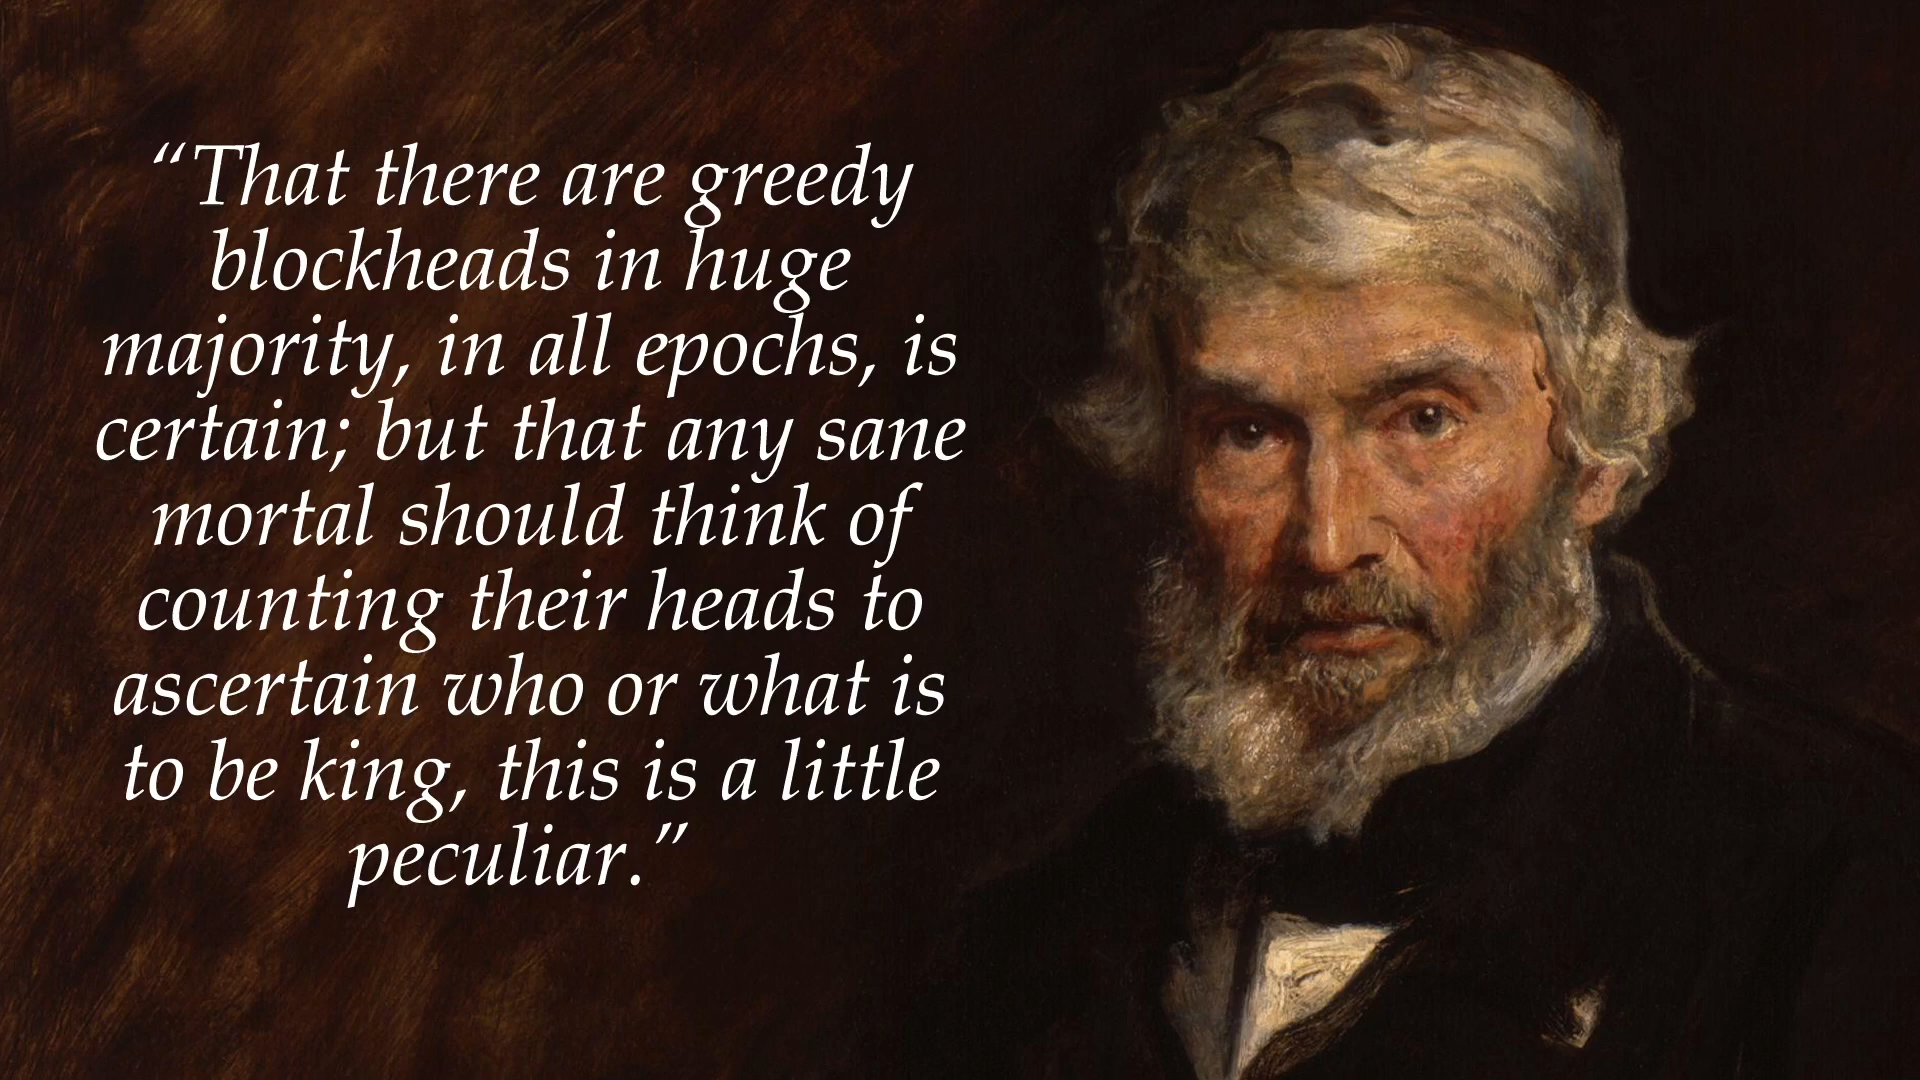 “That there are greedy
blockheads in huge
majority, in all epochs, is
certain; but that any sane
mortal should think of
counting their heads to
ascertain who or what is
to be king, this is a little
peculiar.”